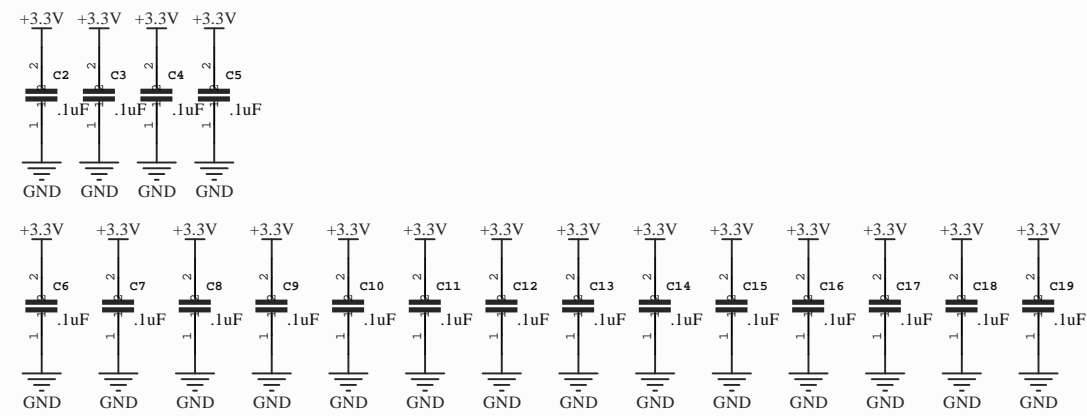 +3.3V +3.3V +3.3V +3.3V
2 2 2 2
C2 C3 C4 C5
.1uF .1uF .1uF .1uF
1 1 1 1
GND GND GND GND
+3.3V +3.3V +3.3V +3.3V +3.3V +3.3V +3.3V +3.3V +3.3V +3.3V +3.3V +3.3V +3.3V +3.3V
2 2 2 2 2 2 2 2 2 2 2 2 2 2
C6 C7 C8 C9 C10 C11 C12 C13 C14 C15 C16 C17 C18 C19
.1uF .1uF .1uF .1uF .1uF .1uF .1uF .1uF .1uF .1uF .1uF .1uF .1uF .1uF
1 1 1 1 1 1 1 1 1 1 1 1 1 1
GND GND GND GND GND GND GND GND GND GND GND GND GND GND